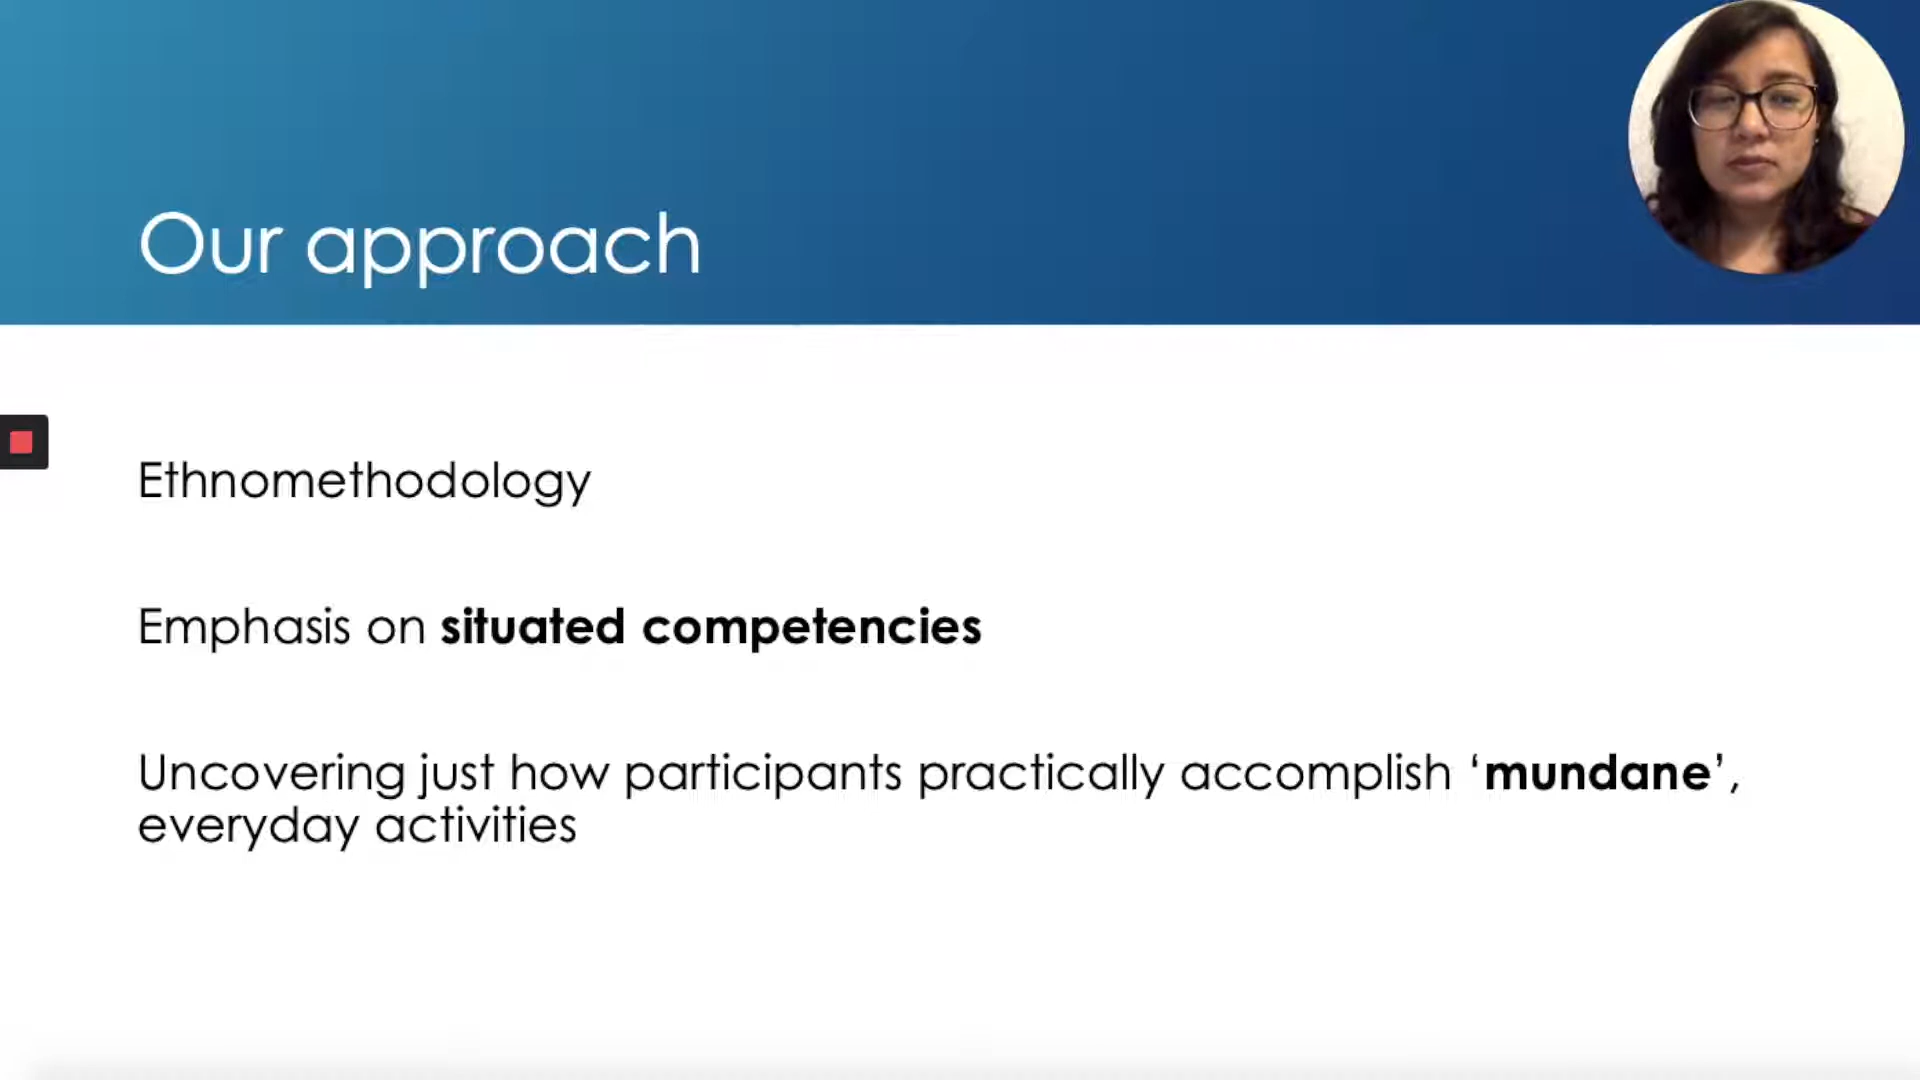 Our approach
Ethnomethodology
Emphasis on situated competencies
Uncovering just how participants practically accomplish ‘mundane’,
everyday activities